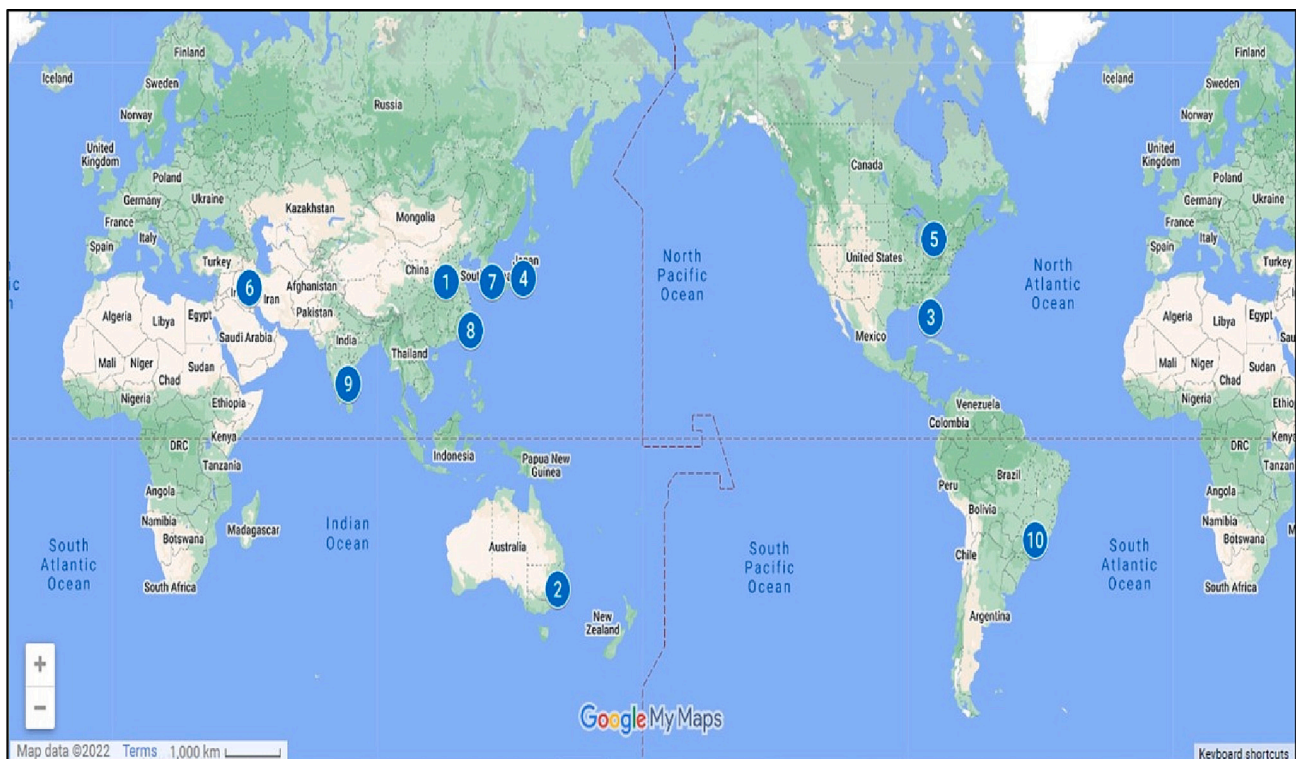 Finland
Iceland
Sweden
Norway
Russia
United
Kingdom
Poland
Germany
Ukraine
France
Italy
Spain
Turkey
Kazakhstan
Mongolia
China
Japan
Afghanistan
Iran
Pakistan
Algeria
Libya
Egypt
Saudi Arabia
India
Thailand
Mali
Niger
Chad
Sudan
Nigeria
Ethiopia
Kenya
DRC
Tanzania
Angola
Namibia
Botswana
Madagascar
South Africa
Indonesia
Papua New
Guinea
Australia
New
Zealand
Indian
Ocean
South
Atlantic
Ocean
6
1
7
4
8
9
2
North
Pacific
Ocean
South
Pacific
Ocean
Canada
United States
Mexico
5
3
Venezuela
Colombia
Brazil
Peru
Bolivia
Chile
Argentina
10
North
Atlantic
Ocean
South
Atlantic
Ocean
Finland
Iceland
Sweden
Norway
United
Kingdom
Poland
Germany
Ukraine
France
Italy
Spain
Turkey
Algeria
Libya
Egypt
Mali
Niger
Chad
Sudan
Nigeria
DRC
Angola
Namibia
Botswana
South Africa
+
−
Google My Maps
Map data ©2022 Terms 1,000 km
Keyboard shortcuts